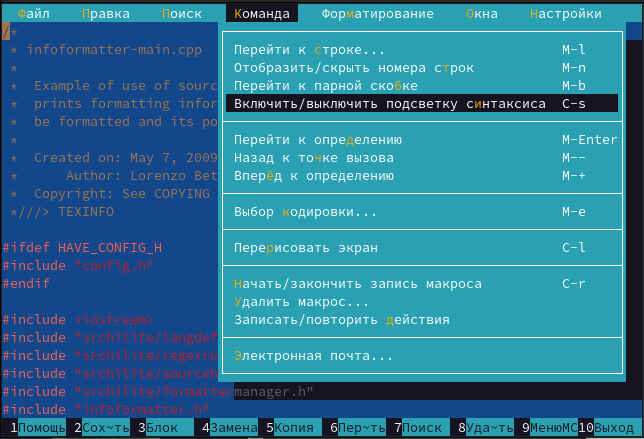 Файл Правка Поиск Команда Форматирование Окна Настройки
/*
* infoformatter-main.cpp
*
* Example of use of sourc
* prints formatting infor
* be formatted and its po
*
* Created on: May 7, 2009
* Author: Lorenzo Bet
* Copyright: See COPYING
*///> TEXINFO
#ifdef HAVE_CONFIG_H
#include "config.h"
#endif
#include <iostream>
#include "srchilite/langdef
#include "srchilite/regexru
#include "srchilite/sourceh
#include "srchilite/formattermanager.h"
#include "infoformatter.h"
Перейти к строке... M-l
Отобразить/скрыть номера строк M-n
Перейти к парной скобке M-b
Включить/выключить подсветку синтаксиса C-s
Перейти к определению M-Enter
Назад к точке вызова M--
Вперёд к определению M-+
Выбор кодировки... M-e
Перерисовать экран C-l
Начать/закончить запись макроса C-r
Удалить макрос...
Записать/повторить действия
Электронная почта...
1Помощь 2Сох~ть 3Блок 4Замена 5Копия 6Пер~ть 7Поиск 8Уда~ть 9МенюMC 10Выход